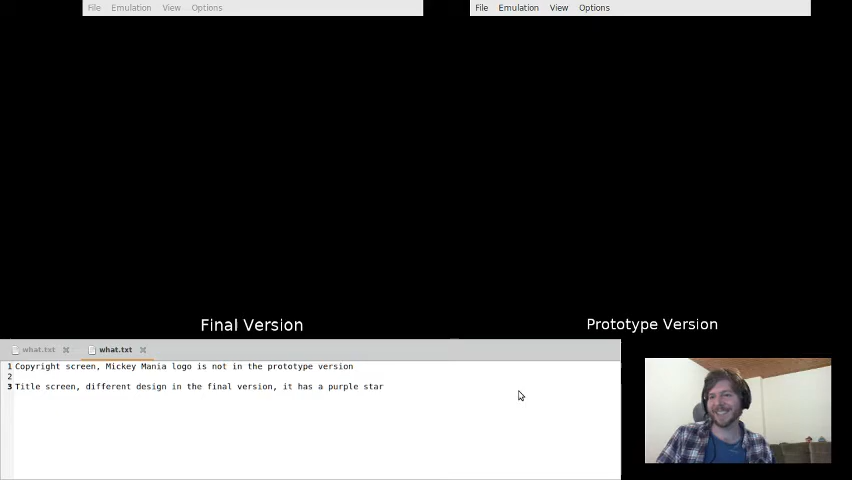 File Emulation View Options
File Emulation View Options
Final Version
Prototype Version
what.txt what.txt
1 Copyright screen, Mickey Mania logo is not in the prototype version
2
3 Title screen, different design in the final version, it has a purple star